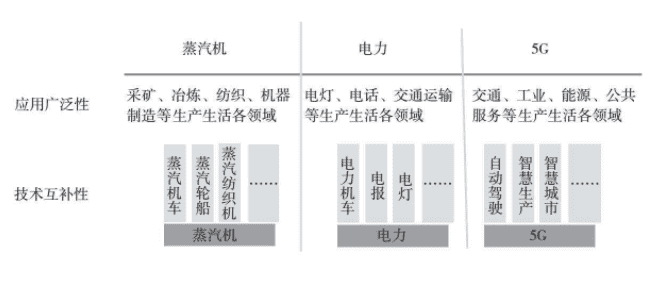 蒸汽机 电力 5G
应用广泛性
采矿、冶炼、纺织、机器
制造等生产生活各领域
电灯、电话、交通运输
等生产生活各领域
交通、工业、能源、公共
服务等生产生活各领域
技术互补性
蒸汽机车
蒸汽轮船
蒸汽纺织机
……
蒸汽机
电力机车
电报
电灯
……
电力
自动驾驶
智慧生产
智慧城市
……
5G